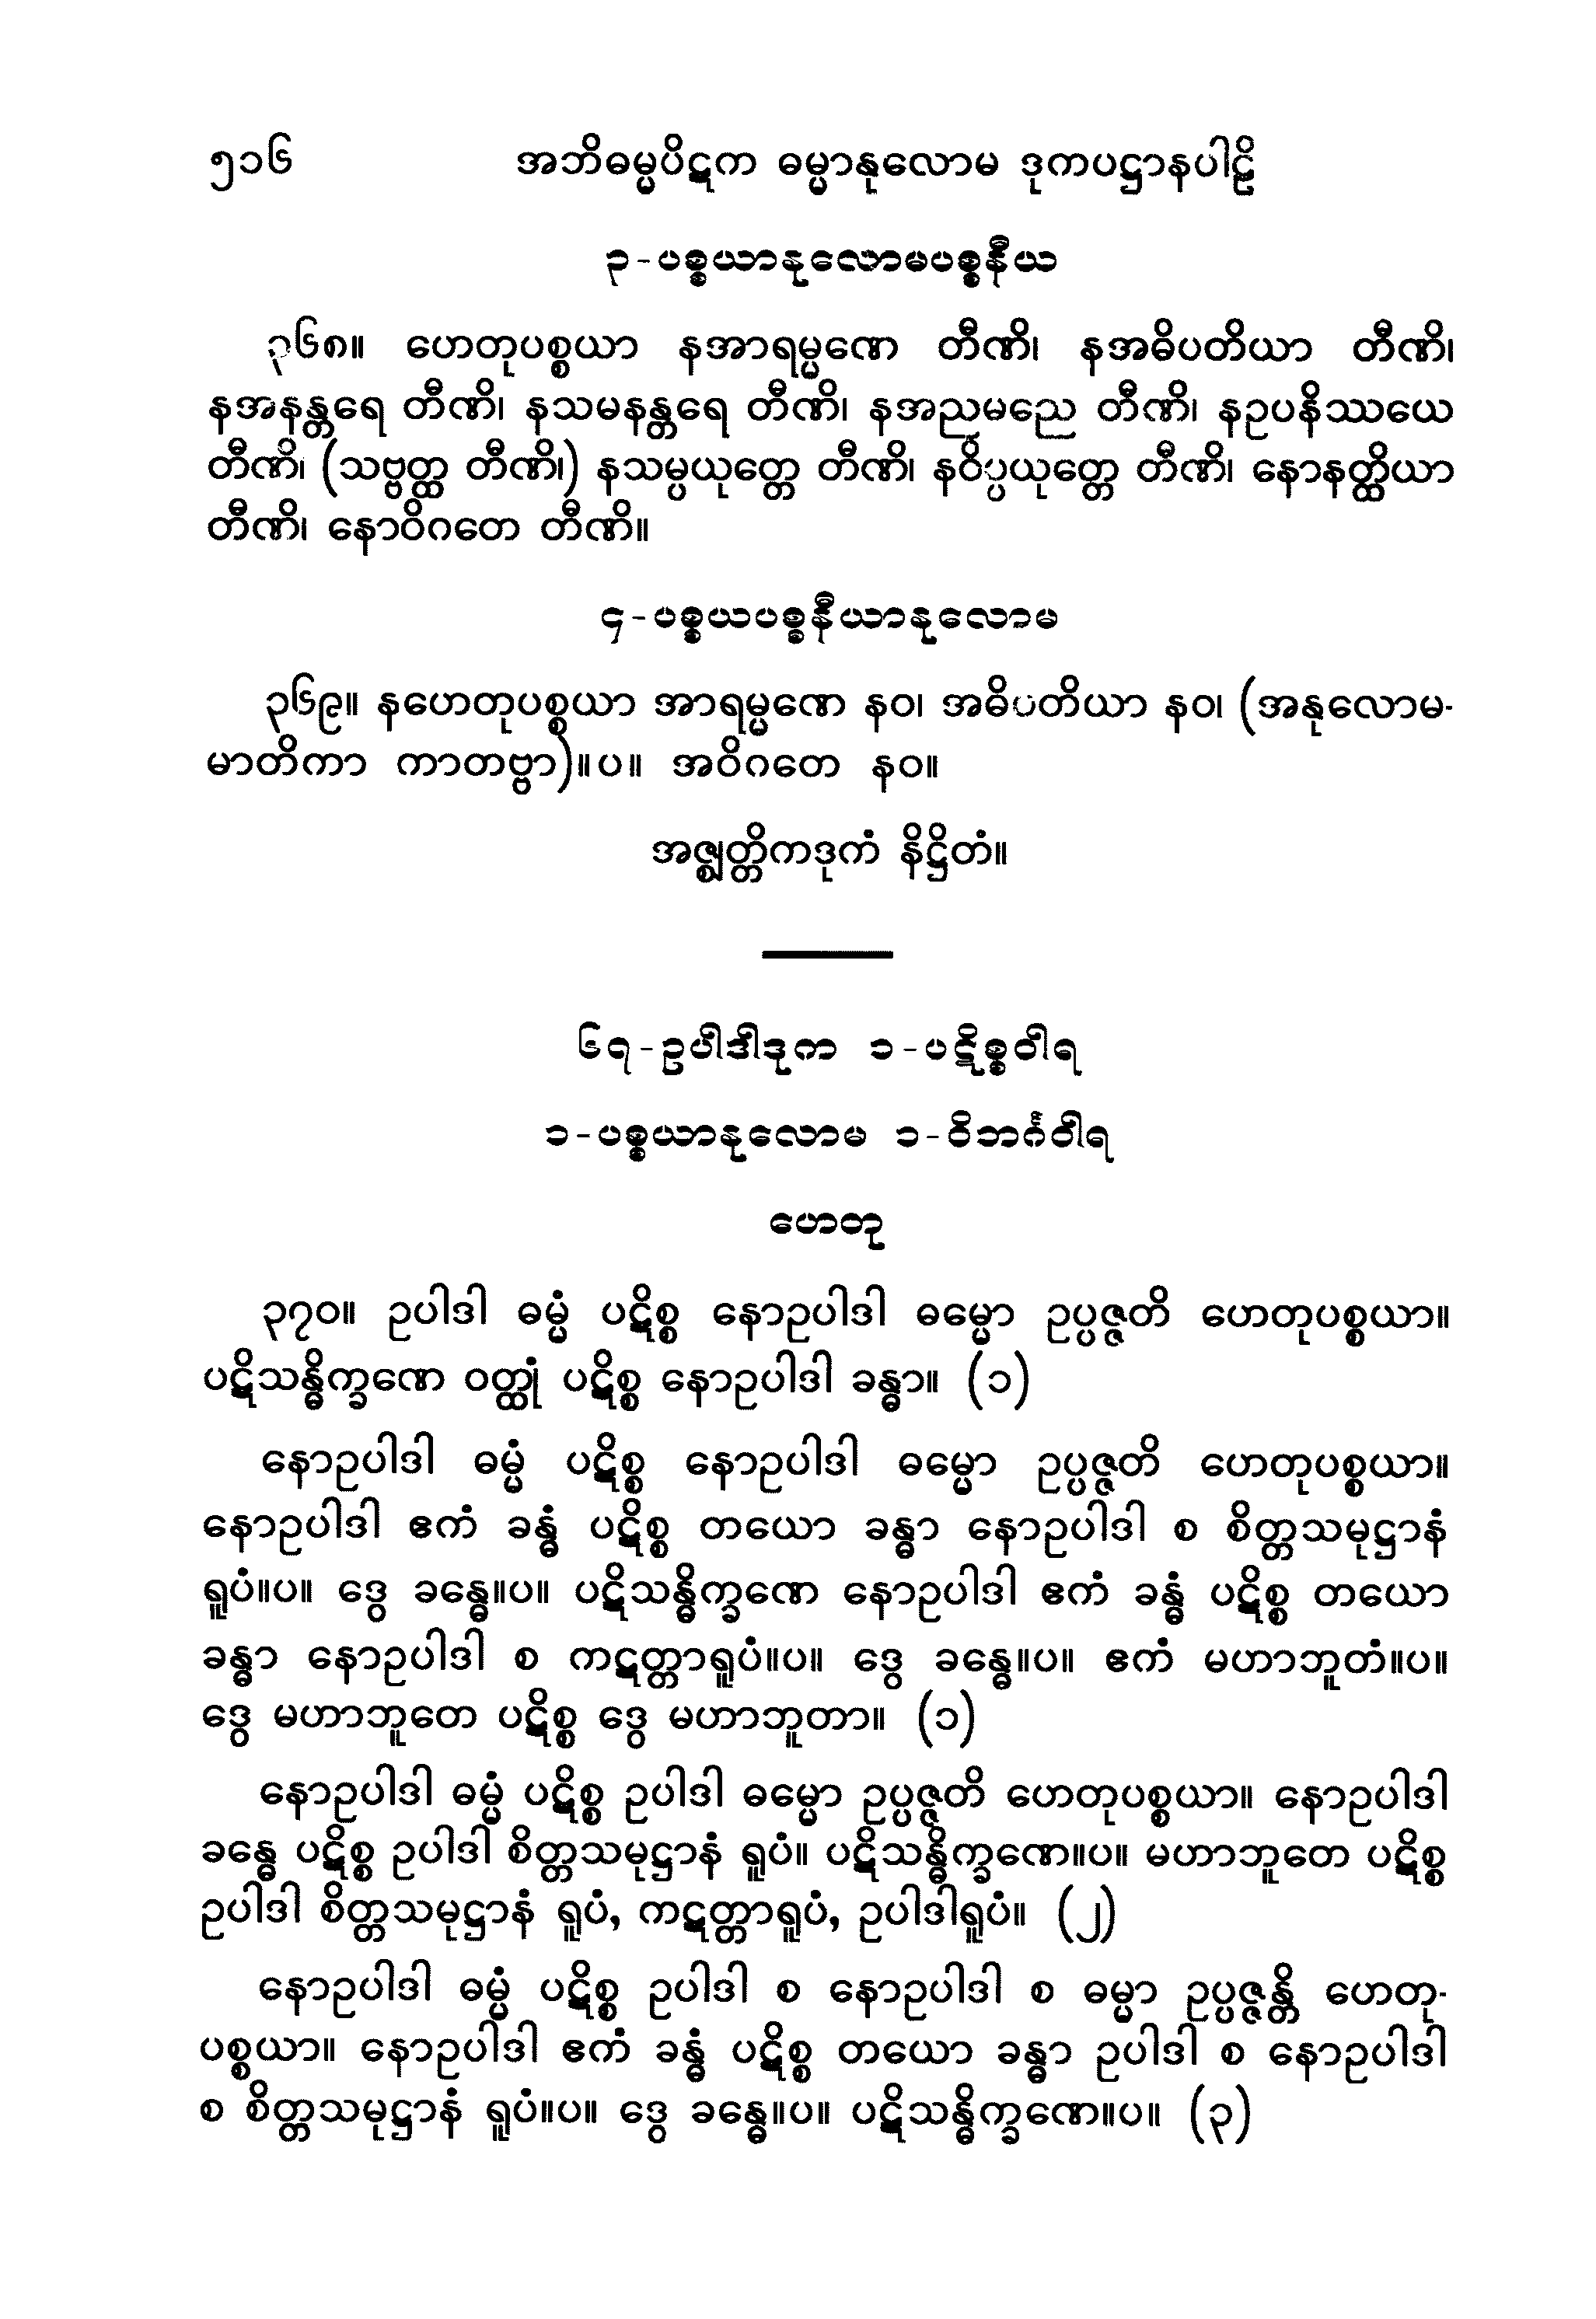 ၅၁၆ အဘိဓမ္မပိဋက ဓမ္မာနုလောမ ဒုကပဋ္ဌာနပါဠိ
၃-ပစ္စယာနုလောမပစ္စနီယ
၃၆၈။ ဟေတုပစ္စယာ နအာရမ္မဏေ တီဏိ၊ နအဓိပတိယာ တီဏိ၊
နအနန္တရေ တီဏိ၊ နသမနန္တရေ တီဏိ၊ နအညမညေ တီဏိ၊ နဥပနိဿယေ
တီဏိ၊ (သဗ္ဗတ္ထ တီဏိ၊) နသမ္ပယုတ္တေ တီဏိ၊ နဝိပ္ပယုတ္တေ တီဏိ၊ နောနတ္ထိယာ
တီဏိ၊ နောဝိဂတေ တီဏိ။
၄-ပစ္စယပစ္စနီယာနုလောမ
၃၆၉။ နဟေတုပစ္စယာ အာရမ္မဏေ နဝ၊ အဓိပတိယာ နဝ၊ (အနုလောမ-
မာတိကာ ကာတဗ္ဗာ)။ပ။ အဝိဂတေ နဝ။
အဇ္ဈတ္တိကဒုကံ နိဋ္ဌိတံ။
၆၇-ဥပါဒါဒုက ၁-ပဋိစ္စဝါရ
၁-ပစ္စယာနုလောမ ၁-ဝိဘင်္ဂဝါရ
ဟေတု
၃၇၀။ ဥပါဒါ ဓမ္မံ ပဋိစ္စ နောဥပါဒါ ဓမ္မော ဥပ္ပဇ္ဇတိ ဟေတုပစ္စယာ။
ပဋိသန္ဓိက္ခဏေ ဝတ္ထုံ ပဋိစ္စ နောဥပါဒါ ခန္ဓာ။ (၁)
နောဥပါဒါ ဓမ္မံ ပဋိစ္စ နောဥပါဒါ ဓမ္မော ဥပ္ပဇ္ဇတိ ဟေတုပစ္စယာ။
နောဥပါဒါ ဧကံ ခန္ဓံ ပဋိစ္စ တယော ခန္ဓာ နောဥပါဒါ စ စိတ္တသမုဋ္ဌာနံ
ရူပံ။ပ။ ဒွေ ခန္ဓေ။ပ။ ပဋိသန္ဓိက္ခဏေ နောဥပါဒါ ဧကံ ခန္ဓံ ပဋိစ္စ တယော
ခန္ဓာ နောဥပါဒါ စ ကဋတ္တာရူပံ။ပ။ ဒွေ ခန္ဓေ။ပ။ ဧကံ မဟာဘူတံ။ပ။
ဒွေ မဟာဘူတေ ပဋိစ္စ ဒွေ မဟာဘူတာ။ (၁)
နောဥပါဒါ ဓမ္မံ ပဋိစ္စ ဥပါဒါ ဓမ္မော ဥပ္ပဇ္ဇတိ ဟေတုပစ္စယာ။ နောဥပါဒါ
ခန္ဓေ ပဋိစ္စ ဥပါဒါ စိတ္တသမုဋ္ဌာနံ ရူပံ။ ပဋိသန္ဓိက္ခဏေ။ပ။ မဟာဘူတေ ပဋိစ္စ
ဥပါဒါ စိတ္တသမုဋ္ဌာနံ ရူပံ, ကဋတ္တာရူပံ, ဥပါဒါရူပံ။ (၂)
နောဥပါဒါ ဓမ္မံ ပဋိစ္စ ဥပါဒါ စ နောဥပါဒါ စ ဓမ္မာ ဥပ္ပဇ္ဇန္တိ ဟေတု-
ပစ္စယာ။ နောဥပါဒါ ဧကံ ခန္ဓံ ပဋိစ္စ တယော ခန္ဓာ ဥပါဒါ စ နောဥပါဒါ
စ စိတ္တသမုဋ္ဌာနံ ရူပံ။ပ။ ဒွေ ခန္ဓေ။ပ။ ပဋိသန္ဓိက္ခဏေ။ပ။ (၃)